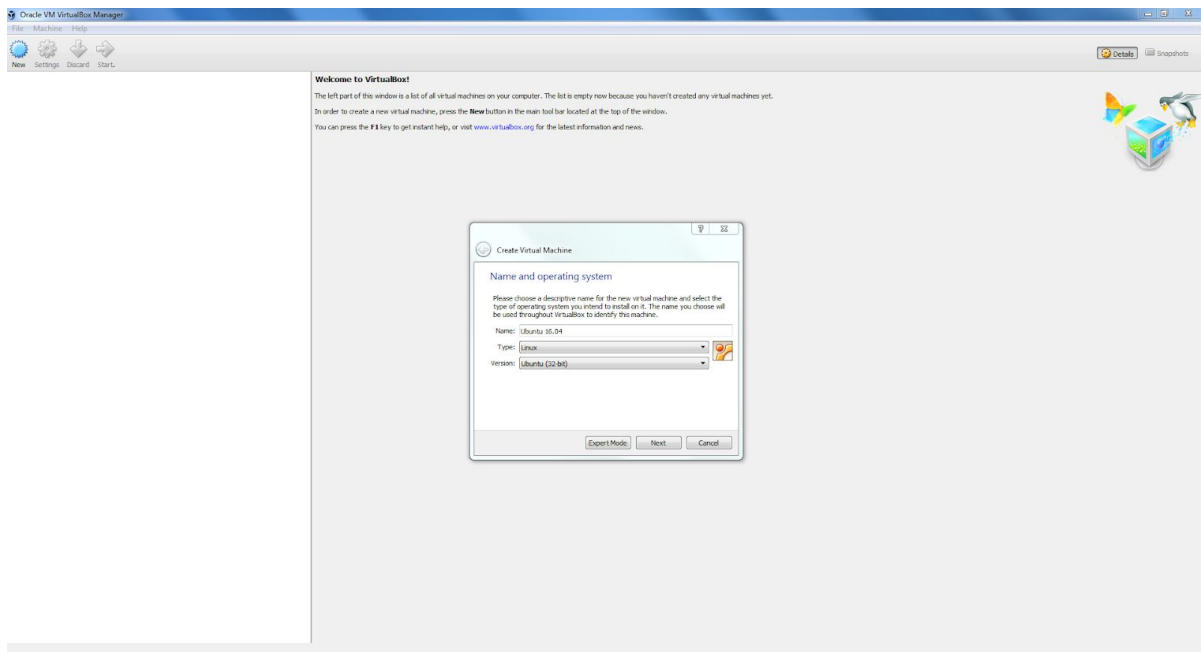 Oracle VM VirtualBox Manager
File Machine Help
New Settings Discard Start
Details Snapshots
Welcome to VirtualBox!
The left part of this window is a list of all virtual machines on your computer. The list is empty now because you haven't created any virtual machines yet.
In order to create a new virtual machine, press the New button in the main tool bar located at the top of the window.
You can press the F1 key to get instant help, or visit www.virtualbox.org for the latest information and news.
Create Virtual Machine
Name and operating system
Please choose a descriptive name for the new virtual machine and select the
type of operating system you intend to install on it. The name you choose will
be used throughout VirtualBox to identify this machine.
Name: Ubuntu 16.04
Type: Linux
Version: Ubuntu (32-bit)
Expert Mode Next Cancel